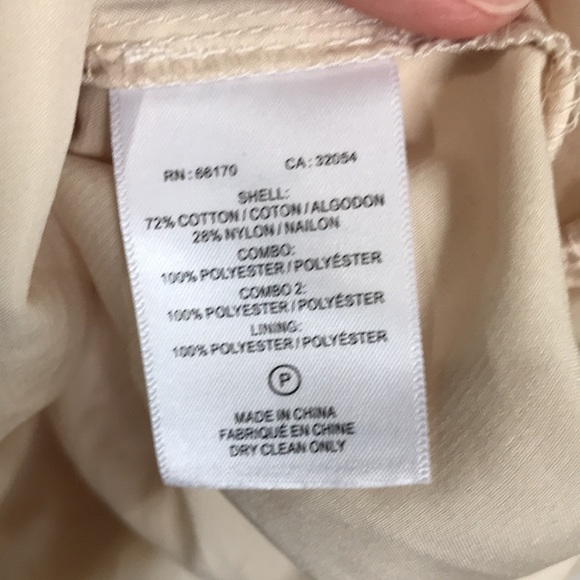 RN: 66170 CA: 32054
SHELL:
72% COTTON / COTON / ALGODON
28% NYLON / NAILON
COMBO:
100% POLYESTER / POLYÉSTER
COMBO 2:
100% POLYESTER / POLYÉSTER
LINING:
100% POLYESTER / POLYÉSTER
P
MADE IN CHINA
FABRIQUÉ EN CHINE
DRY CLEAN ONLY